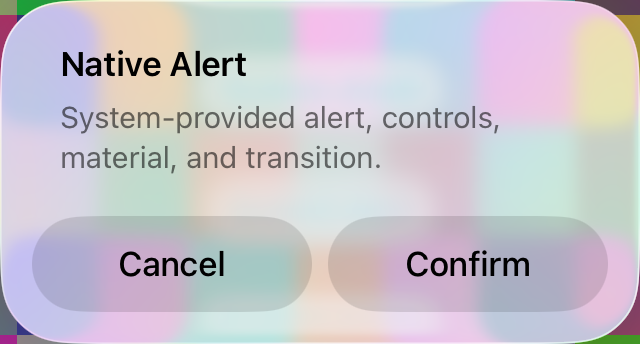 Native Alert
System-provided alert, controls,
material, and transition.
Cancel
Confirm